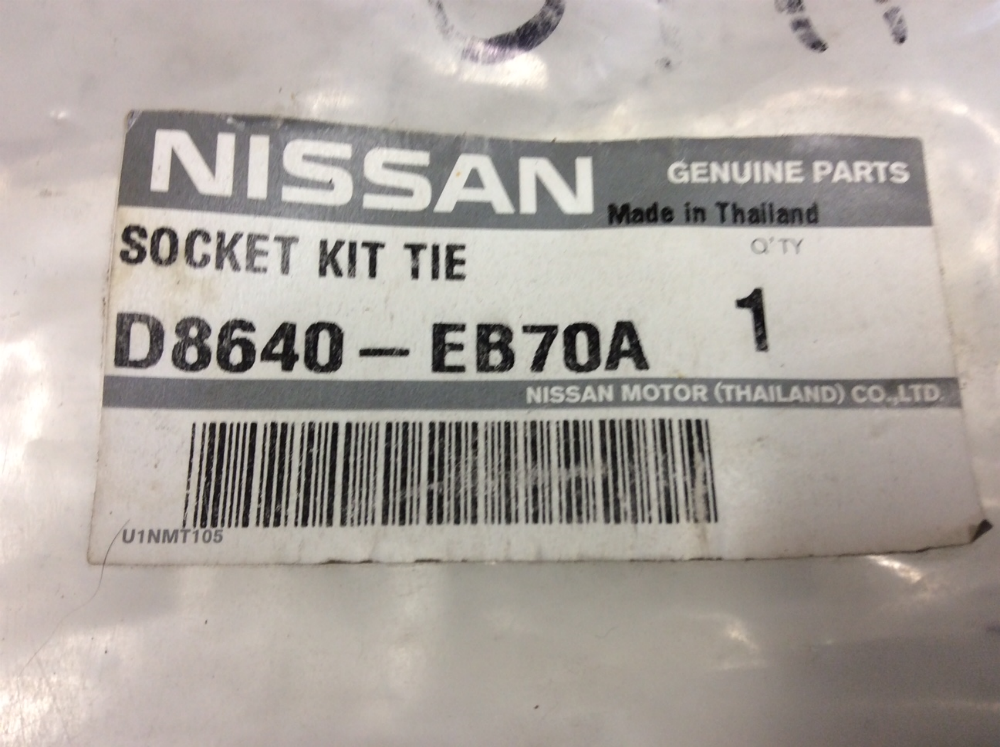 NISSAN
GENUINE PARTS
Made in Thailand
SOCKET KIT TIE
Q'TY
D8640-EB70A
1
NISSAN MOTOR (THAILAND) CO.,LTD.
U1NMT105